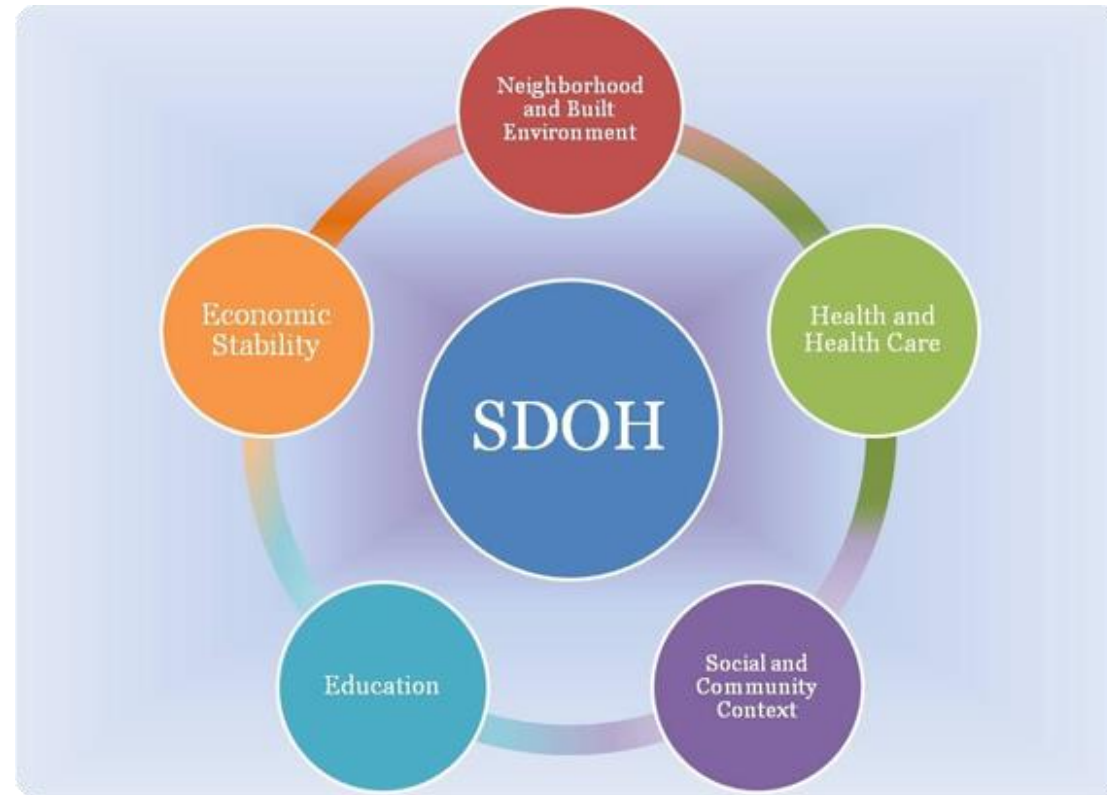 Neighborhood
and Built
Environment
Economic
Stability
Health and
Health Care
SDOH
Education
Social and
Community
Context